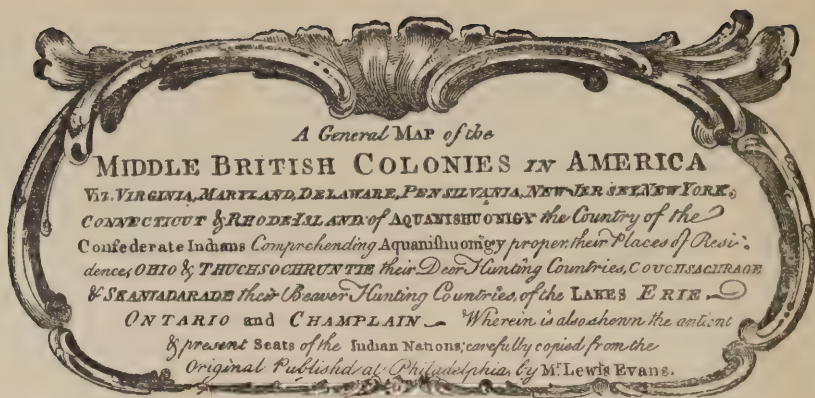 A General MAP of the
MIDDLE BRITISH COLONIES IN AMERICA
Viz. VIRGINIA, MARYLAND, DELAWARE, PENSILVANIA, NEW-JERSEY, NEW YORK,
CONNECTICUT & RHODE-ISLAND: of AQUANISHUONIGY the Country of the
Confederate Indians Comprehending Aquaniſhuonigy proper, their Places of Resi-
dence, OHIO & THUCHSOCHRUNTIE their Deer Hunting Countries, COUCHSACHRAGE
& SKANIADARADE their Beaver Hunting Countries, of the LAKES ERIE
ONTARIO and CHAMPLAIN Wherein is also shewn the antient
& present Seats of the Indian Nations; carefully copied from the
Original Publish'd at Philadelphia, by Mr. Lewis Evans.